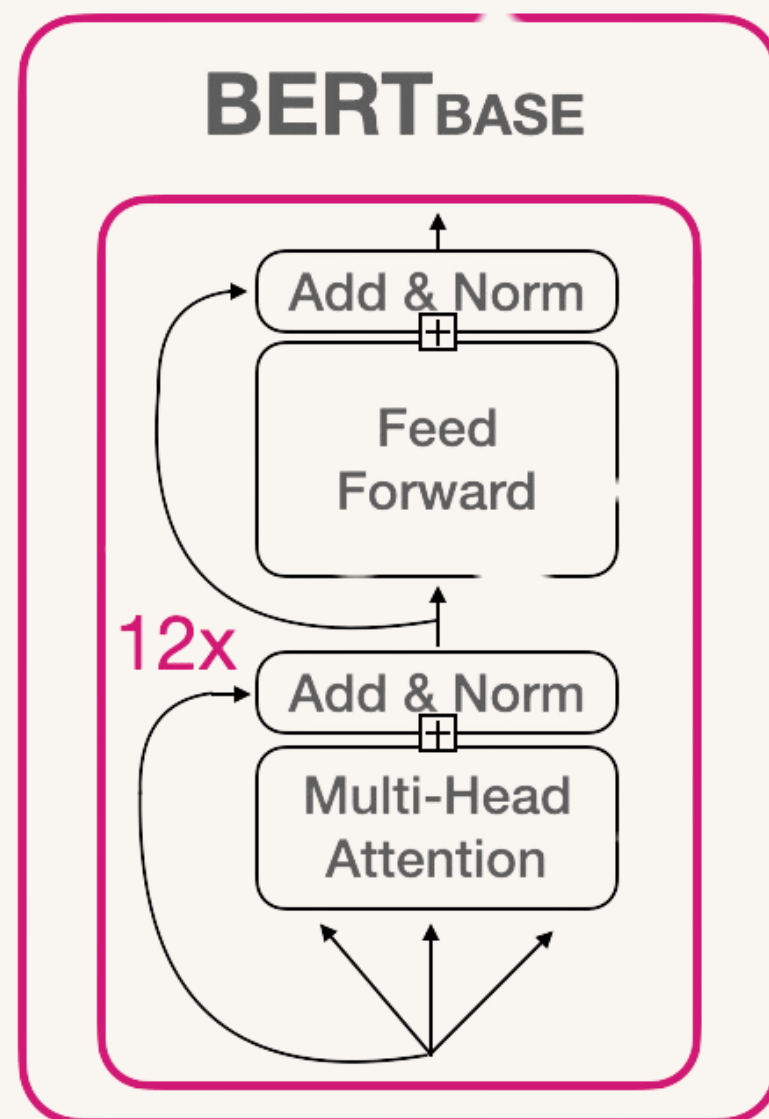 BERTBASE
Add & Norm
Feed
Forward
12x
Add & Norm
Multi-Head
Attention